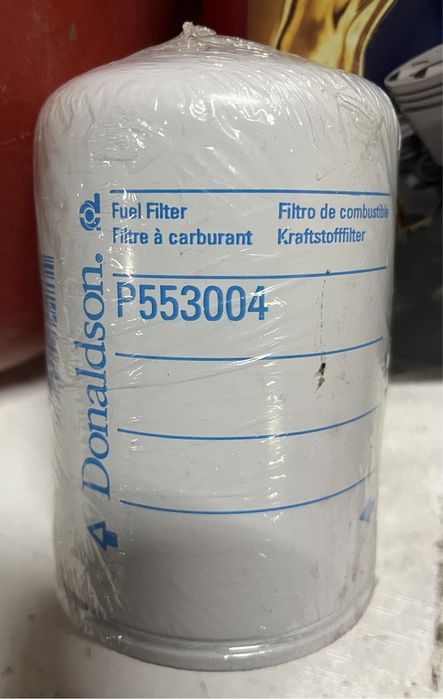 Fuel Filter
Filtro de combustible
Filtre à carburant
Kraftstofffilter
P553004
Donaldson.